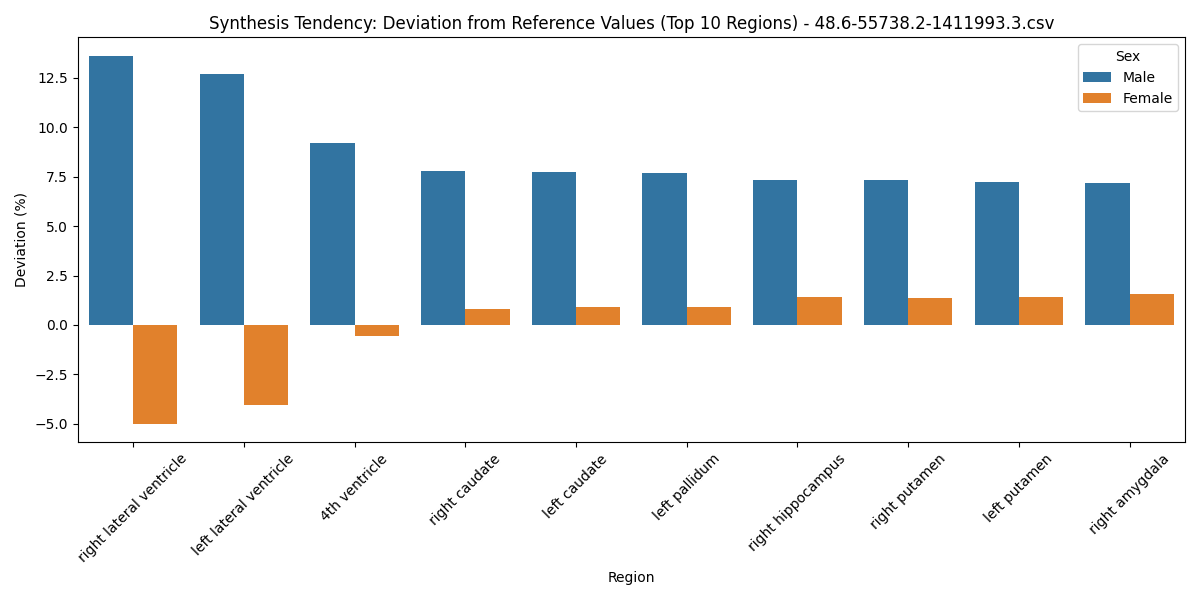 Synthesis Tendency: Deviation from Reference Values (Top 10 Regions) - 48.6-55738.2-1411993.3.csv
Sex
Male
Female
Deviation (%)
12.5
10.0
7.5
5.0
2.5
0.0
−2.5
−5.0
right lateral ventricle
left lateral ventricle
4th ventricle
right caudate
left caudate
left pallidum
right hippocampus
right putamen
left putamen
right amygdala
Region